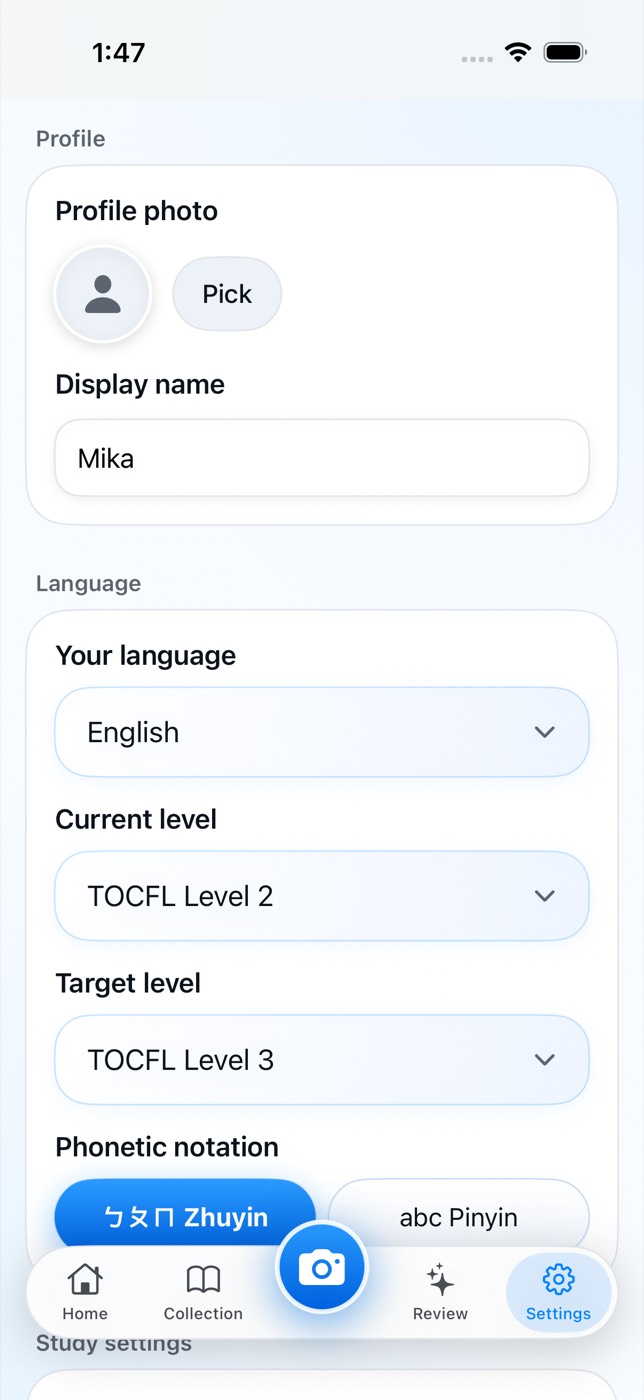 1:47
Profile
Profile photo
Pick
Display name
Mika
Language
Your language
English
Current level
TOCFL Level 2
Target level
TOCFL Level 3
Phonetic notation
ㄅㄆㄇ Zhuyin
abc Pinyin
Home
Collection
Review
Settings
Study settings